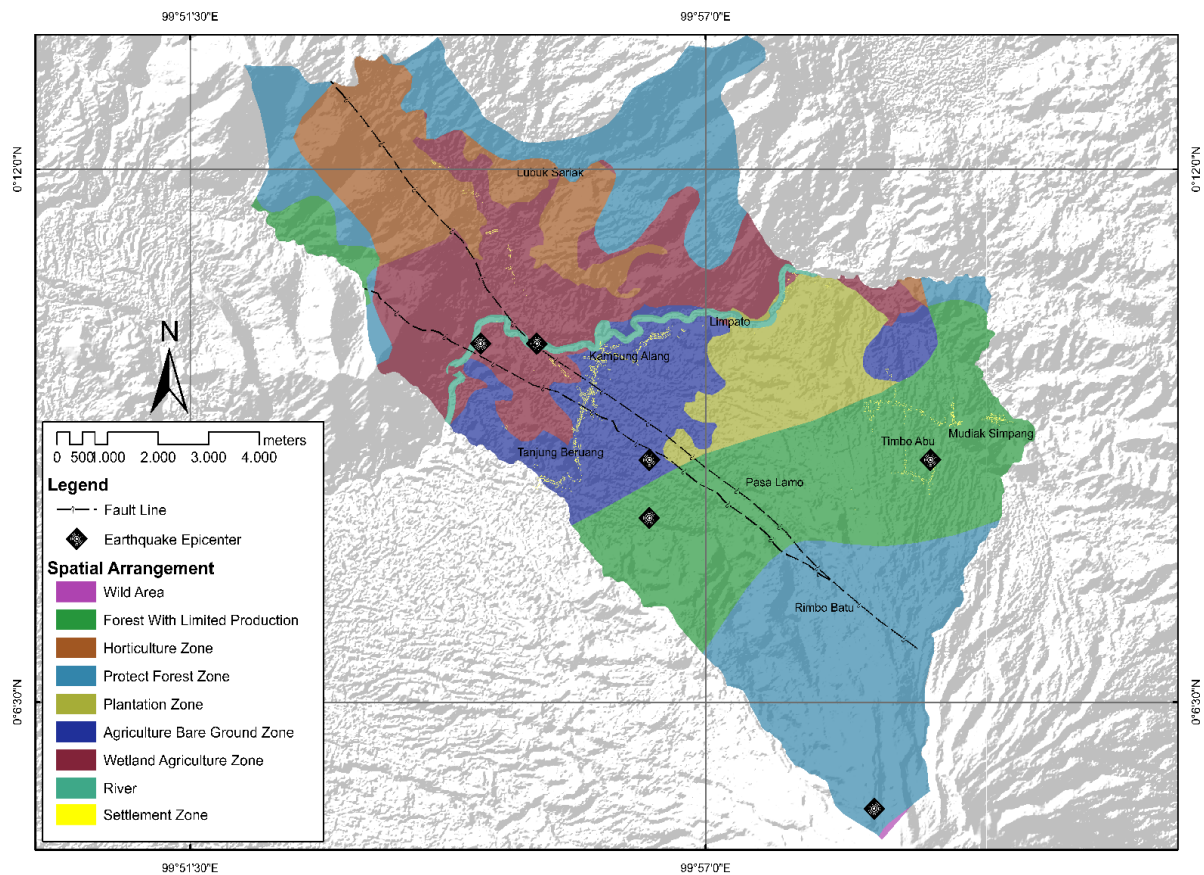 99°51'30"E
99°57'0"E
0°12'0"N
0°12'0"N
Lubuk Sariak
Limpato
Kampung Alang
N
Mudiak Simpang
Timbo Abu
Tanjung Beruang
Pasa Lamo
meters
0 500 1.000 2.000 3.000 4.000
Legend
Fault Line
Earthquake Epicenter
Spatial Arrangement
Wild Area
Forest With Limited Production
Horticulture Zone
Protect Forest Zone
Plantation Zone
Agriculture Bare Ground Zone
Wetland Agriculture Zone
River
Settlement Zone
Rimbo Batu
0°6'30"N
0°6'30"N
99°51'30"E
99°57'0"E